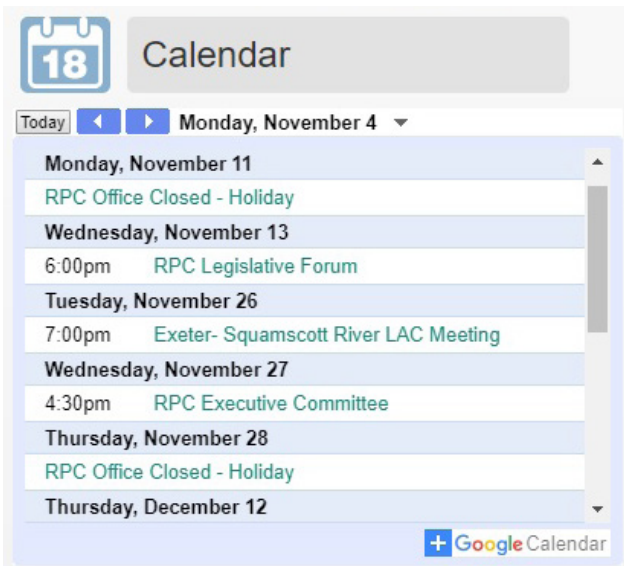 18
Calendar
Today Monday, November 4
Monday, November 11
RPC Office Closed - Holiday
Wednesday, November 13
6:00pm RPC Legislative Forum
Tuesday, November 26
7:00pm Exeter- Squamscott River LAC Meeting
Wednesday, November 27
4:30pm RPC Executive Committee
Thursday, November 28
RPC Office Closed - Holiday
Thursday, December 12
+ Google Calendar